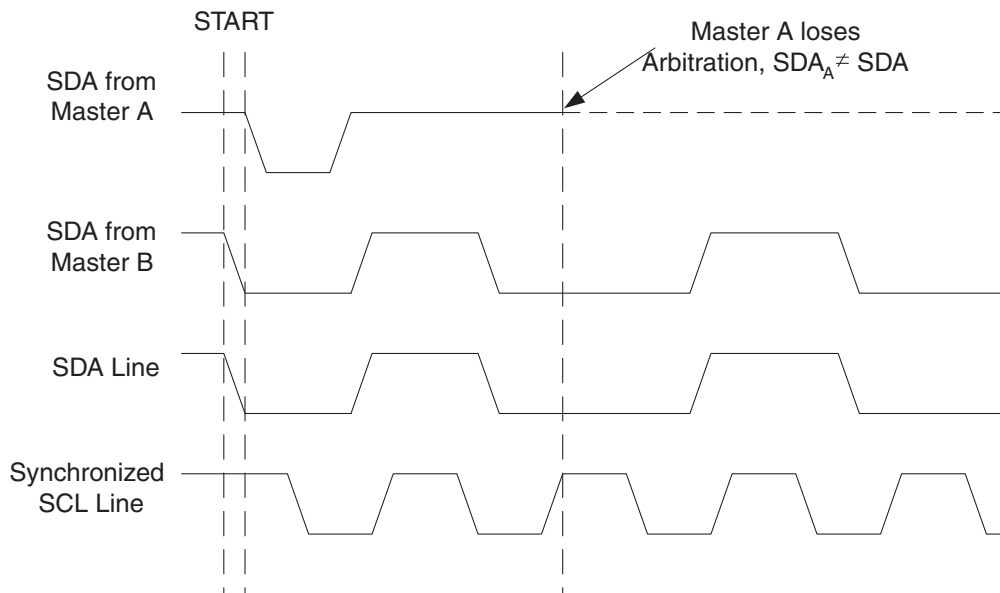 START
Master A loses
Arbitration, SDA_A ≠ SDA
SDA from
Master A
SDA from
Master B
SDA Line
Synchronized
SCL Line